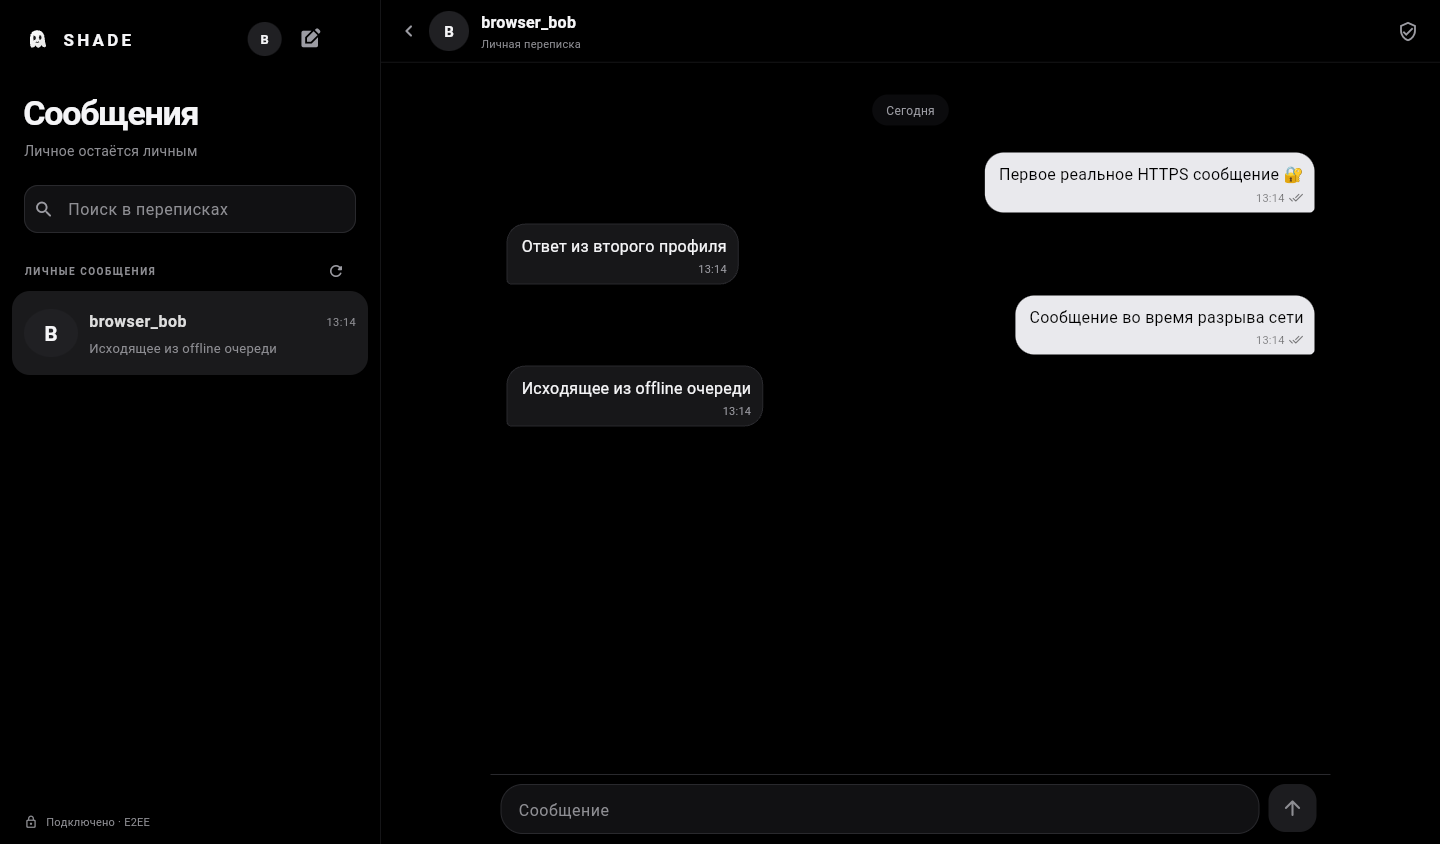 SHADE
B
Сообщения
Личное остаётся личным
Поиск в переписках
ЛИЧНЫЕ СООБЩЕНИЯ
B
browser_bob
13:14
Исходящее из offline очереди
Подключено · E2EE
B
browser_bob
Личная переписка
Сегодня
Первое реальное HTTPS сообщение 🔐
13:14
Ответ из второго профиля
13:14
Сообщение во время разрыва сети
13:14
Исходящее из offline очереди
13:14
Сообщение